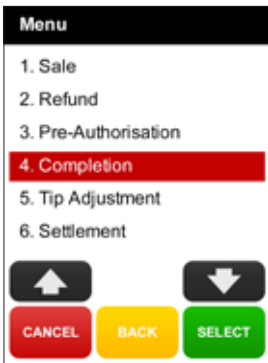 Menu
1. Sale
2. Refund
3. Pre-Authorisation
4. Completion
5. Tip Adjustment
6. Settlement
CANCEL BACK SELECT